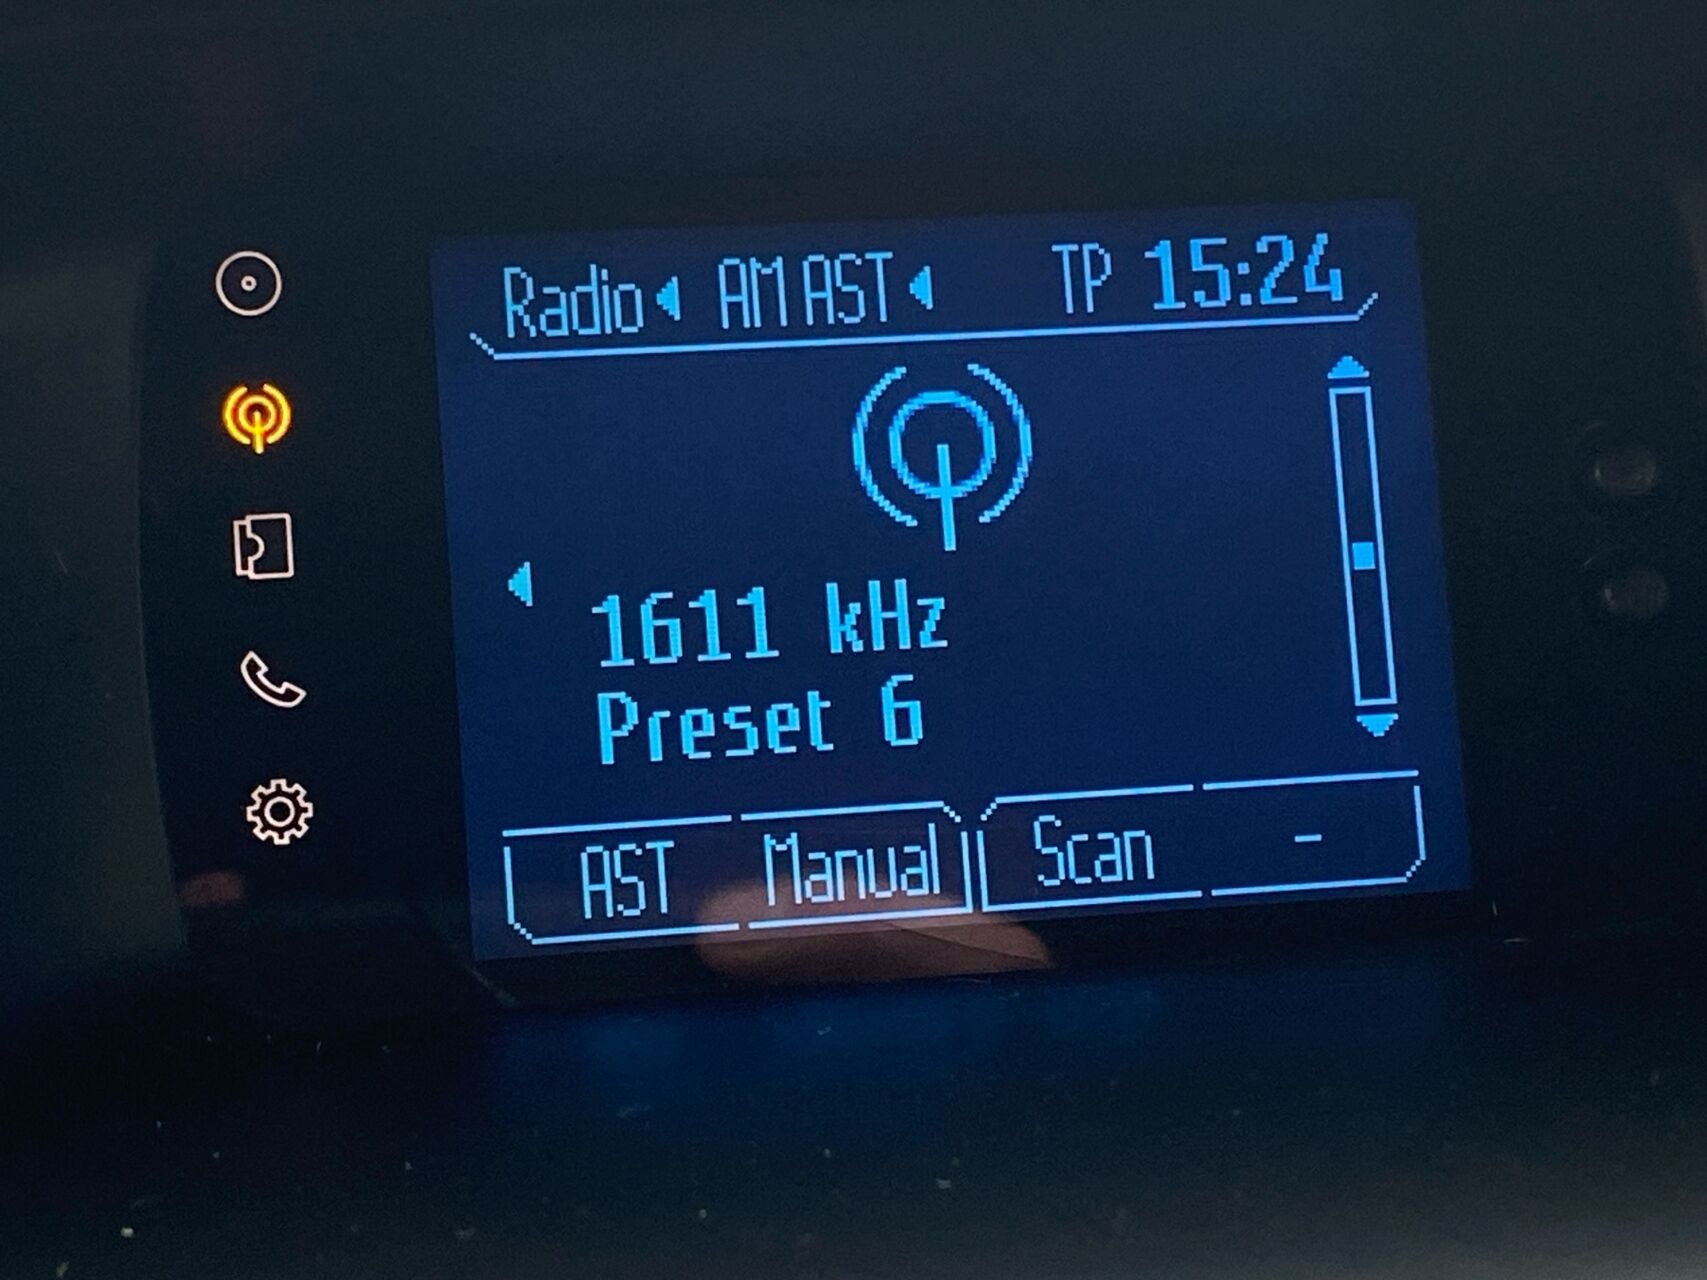 Radio AM AST TP 15:24
1611 kHz
Preset 6
AST Manual Scan -